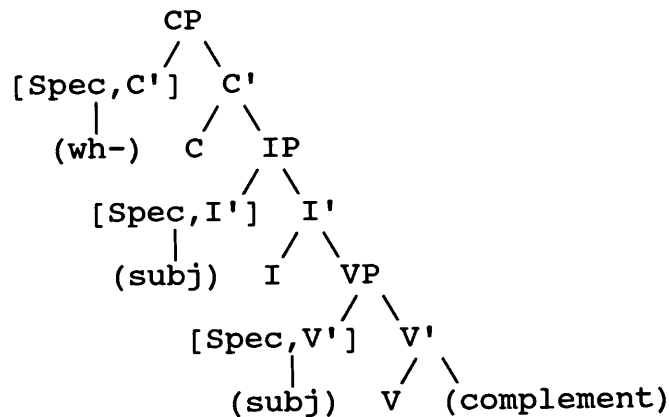 CP
[Spec,C'] C'
(wh-) C IP
[Spec,I'] I'
(subj) I VP
[Spec,V'] V'
(subj) V (complement)